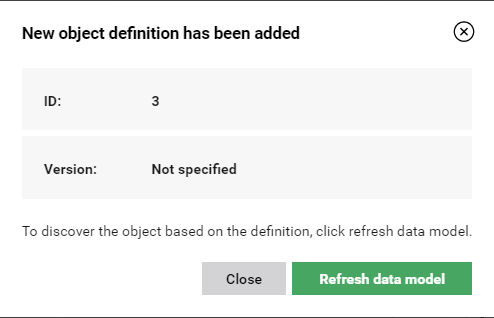 New object definition has been added
ID: 3
Version: Not specified
To discover the object based on the definition, click refresh data model.
Close Refresh data model